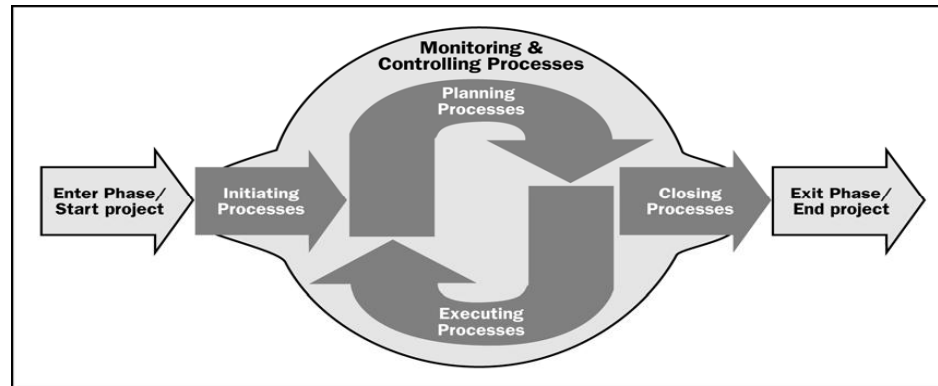 Monitoring &
Controlling Processes
Planning
Processes
Enter Phase/
Start project
Initiating
Processes
Closing
Processes
Exit Phase/
End project
Executing
Processes